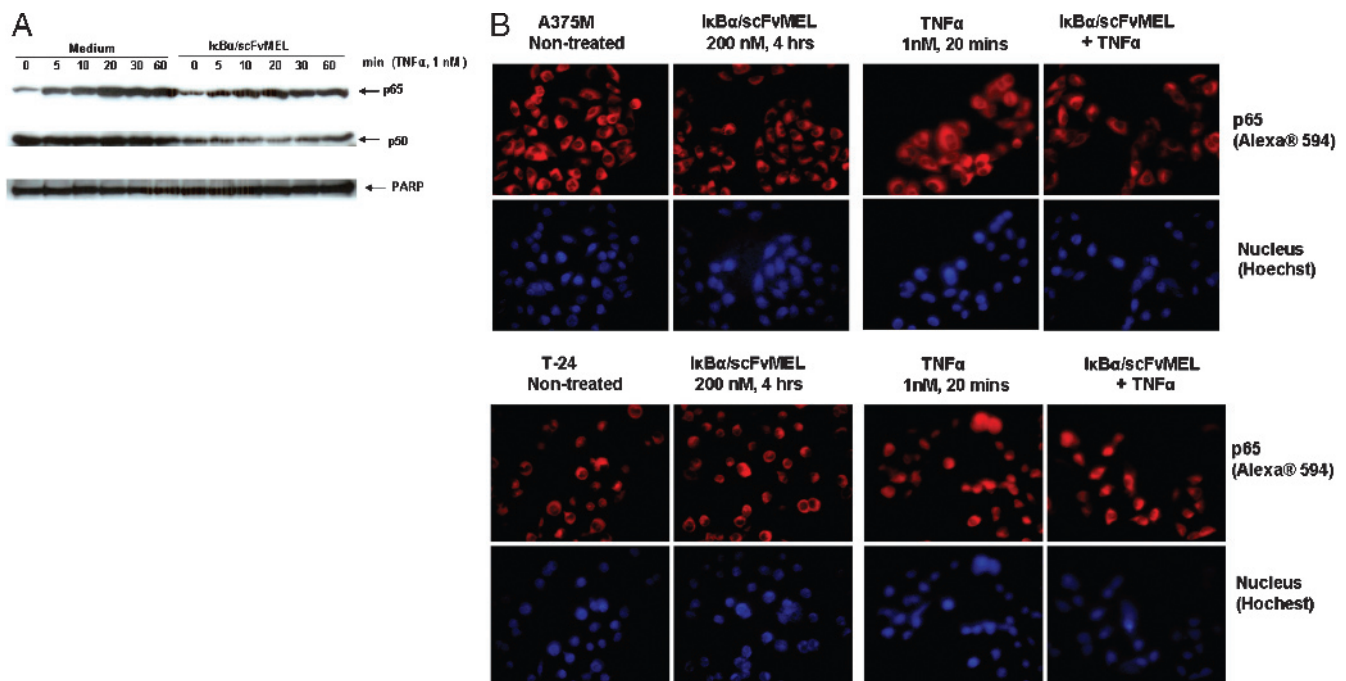 A
Medium
IκBα/scFvMEL
0 5 10 20 30 60 0 5 10 20 30 60 min (TNFα, 1 nM)
p65
p50
PARP
B
A375M
Non-treated
IκBα/scFvMEL
200 nM, 4 hrs
TNFα
1nM, 20 mins
IκBα/scFvMEL
+ TNFα
p65
(Alexa® 594)
Nucleus
(Hoechst)
T-24
Non-treated
IκBα/scFvMEL
200 nM, 4 hrs
TNFα
1nM, 20 mins
IκBα/scFvMEL
+ TNFα
p65
(Alexa® 594)
Nucleus
(Hochest)